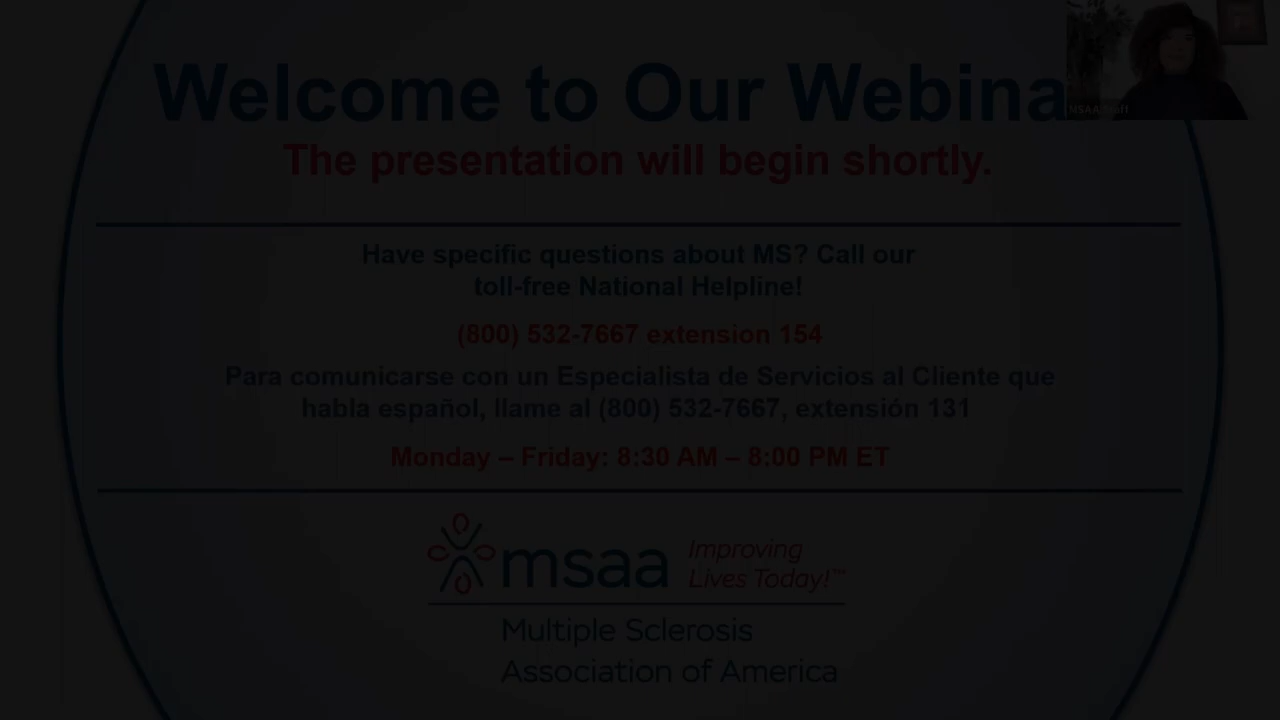 Welcome to Our Webina
MSAA Staff
The presentation will begin shortly.
Have specific questions about MS? Call our
toll-free National Helpline!
(800) 532-7667 extension 154
Para comunicarse con un Especialista de Servicios al Cliente que
habla español, llame al (800) 532-7667, extensión 131
Monday – Friday: 8:30 AM – 8:00 PM ET
msaa
Improving
Lives Today!™
Multiple Sclerosis
Association of America